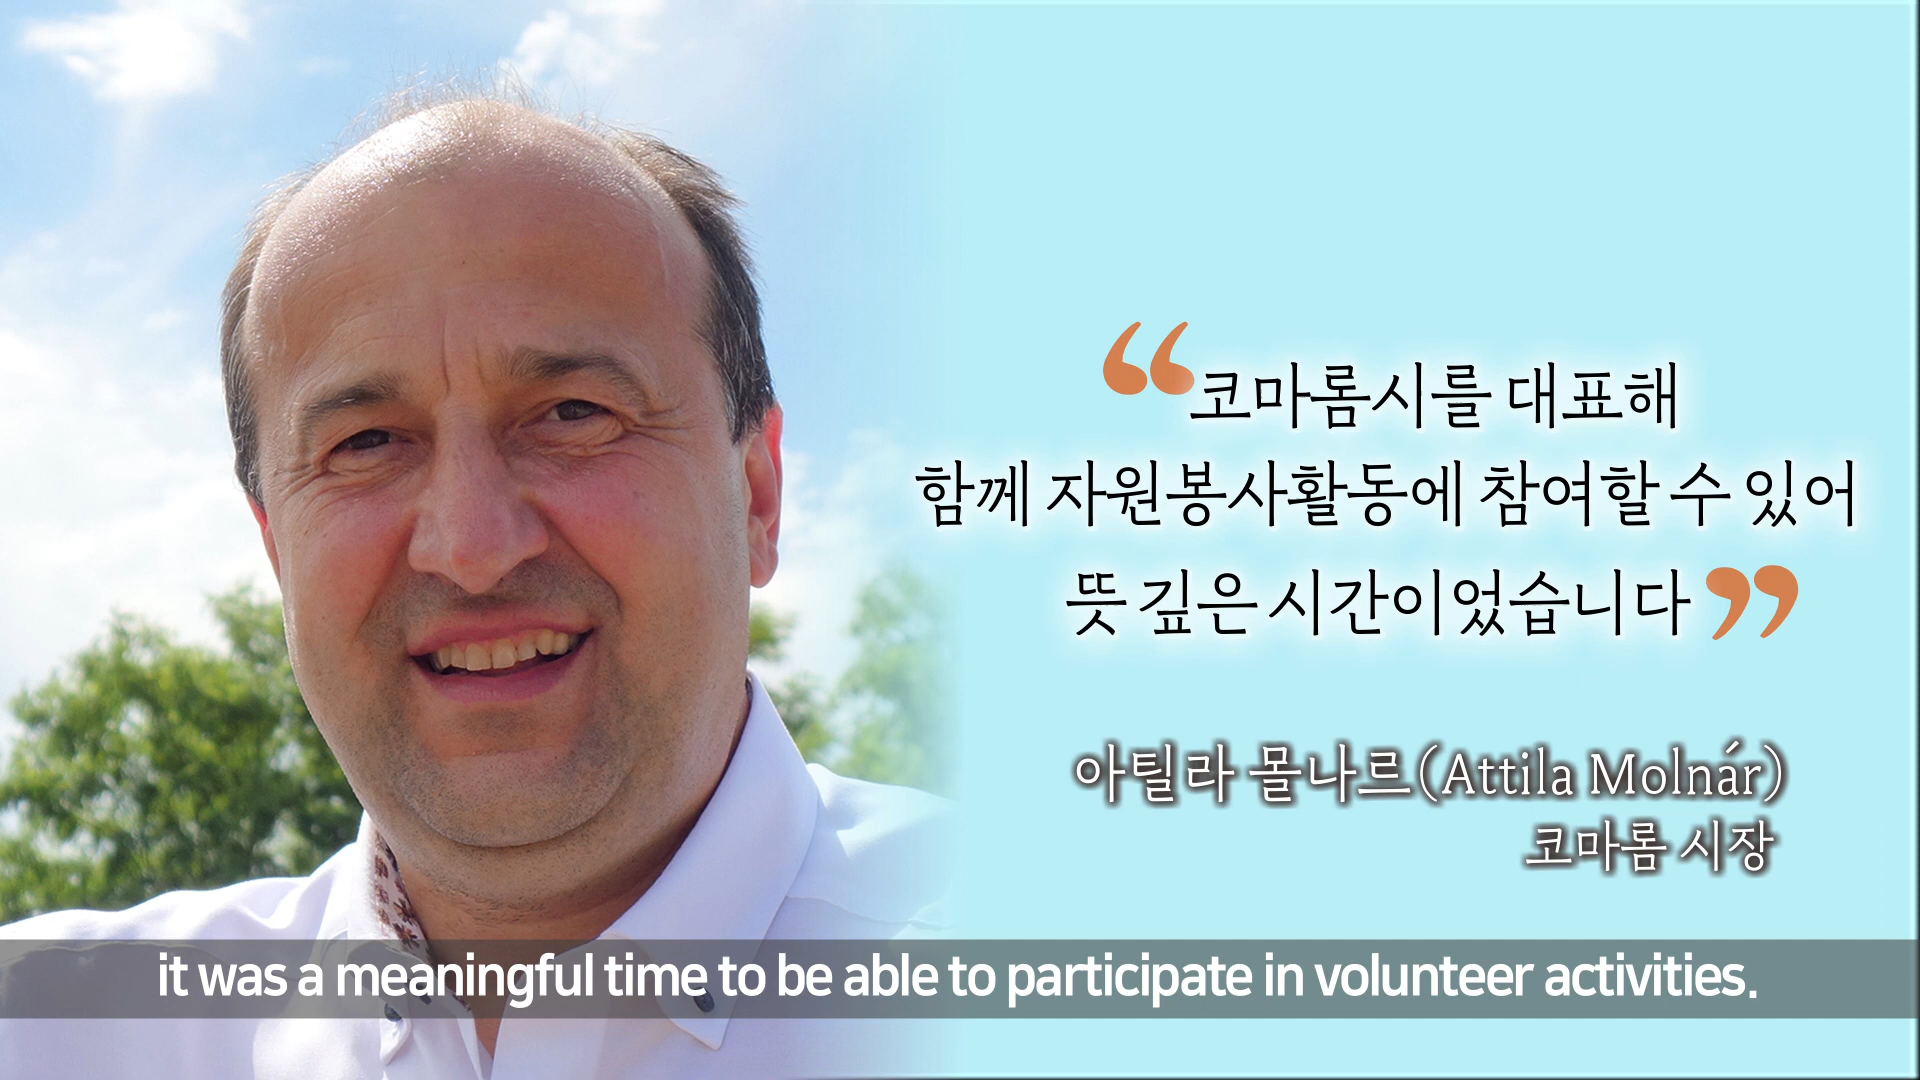 “코마롬시를 대표해
함께 자원봉사활동에 참여할 수 있어
뜻 깊은 시간이었습니다”
아틸라 몰나르(Attila Molnár)
코마롬 시장
it was a meaningful time to be able to participate in volunteer activities.